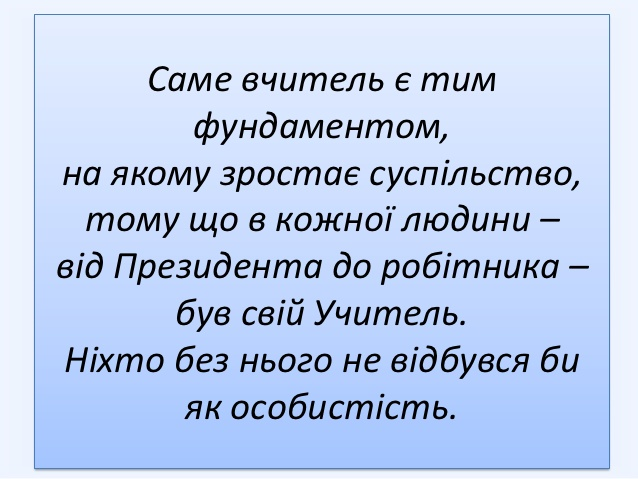 Саме вчитель є тим
фундаментом,
на якому зростає суспільство,
тому що в кожної людини –
від Президента до робітника –
був свій Учитель.
Ніхто без нього не відбувся би
як особистість.